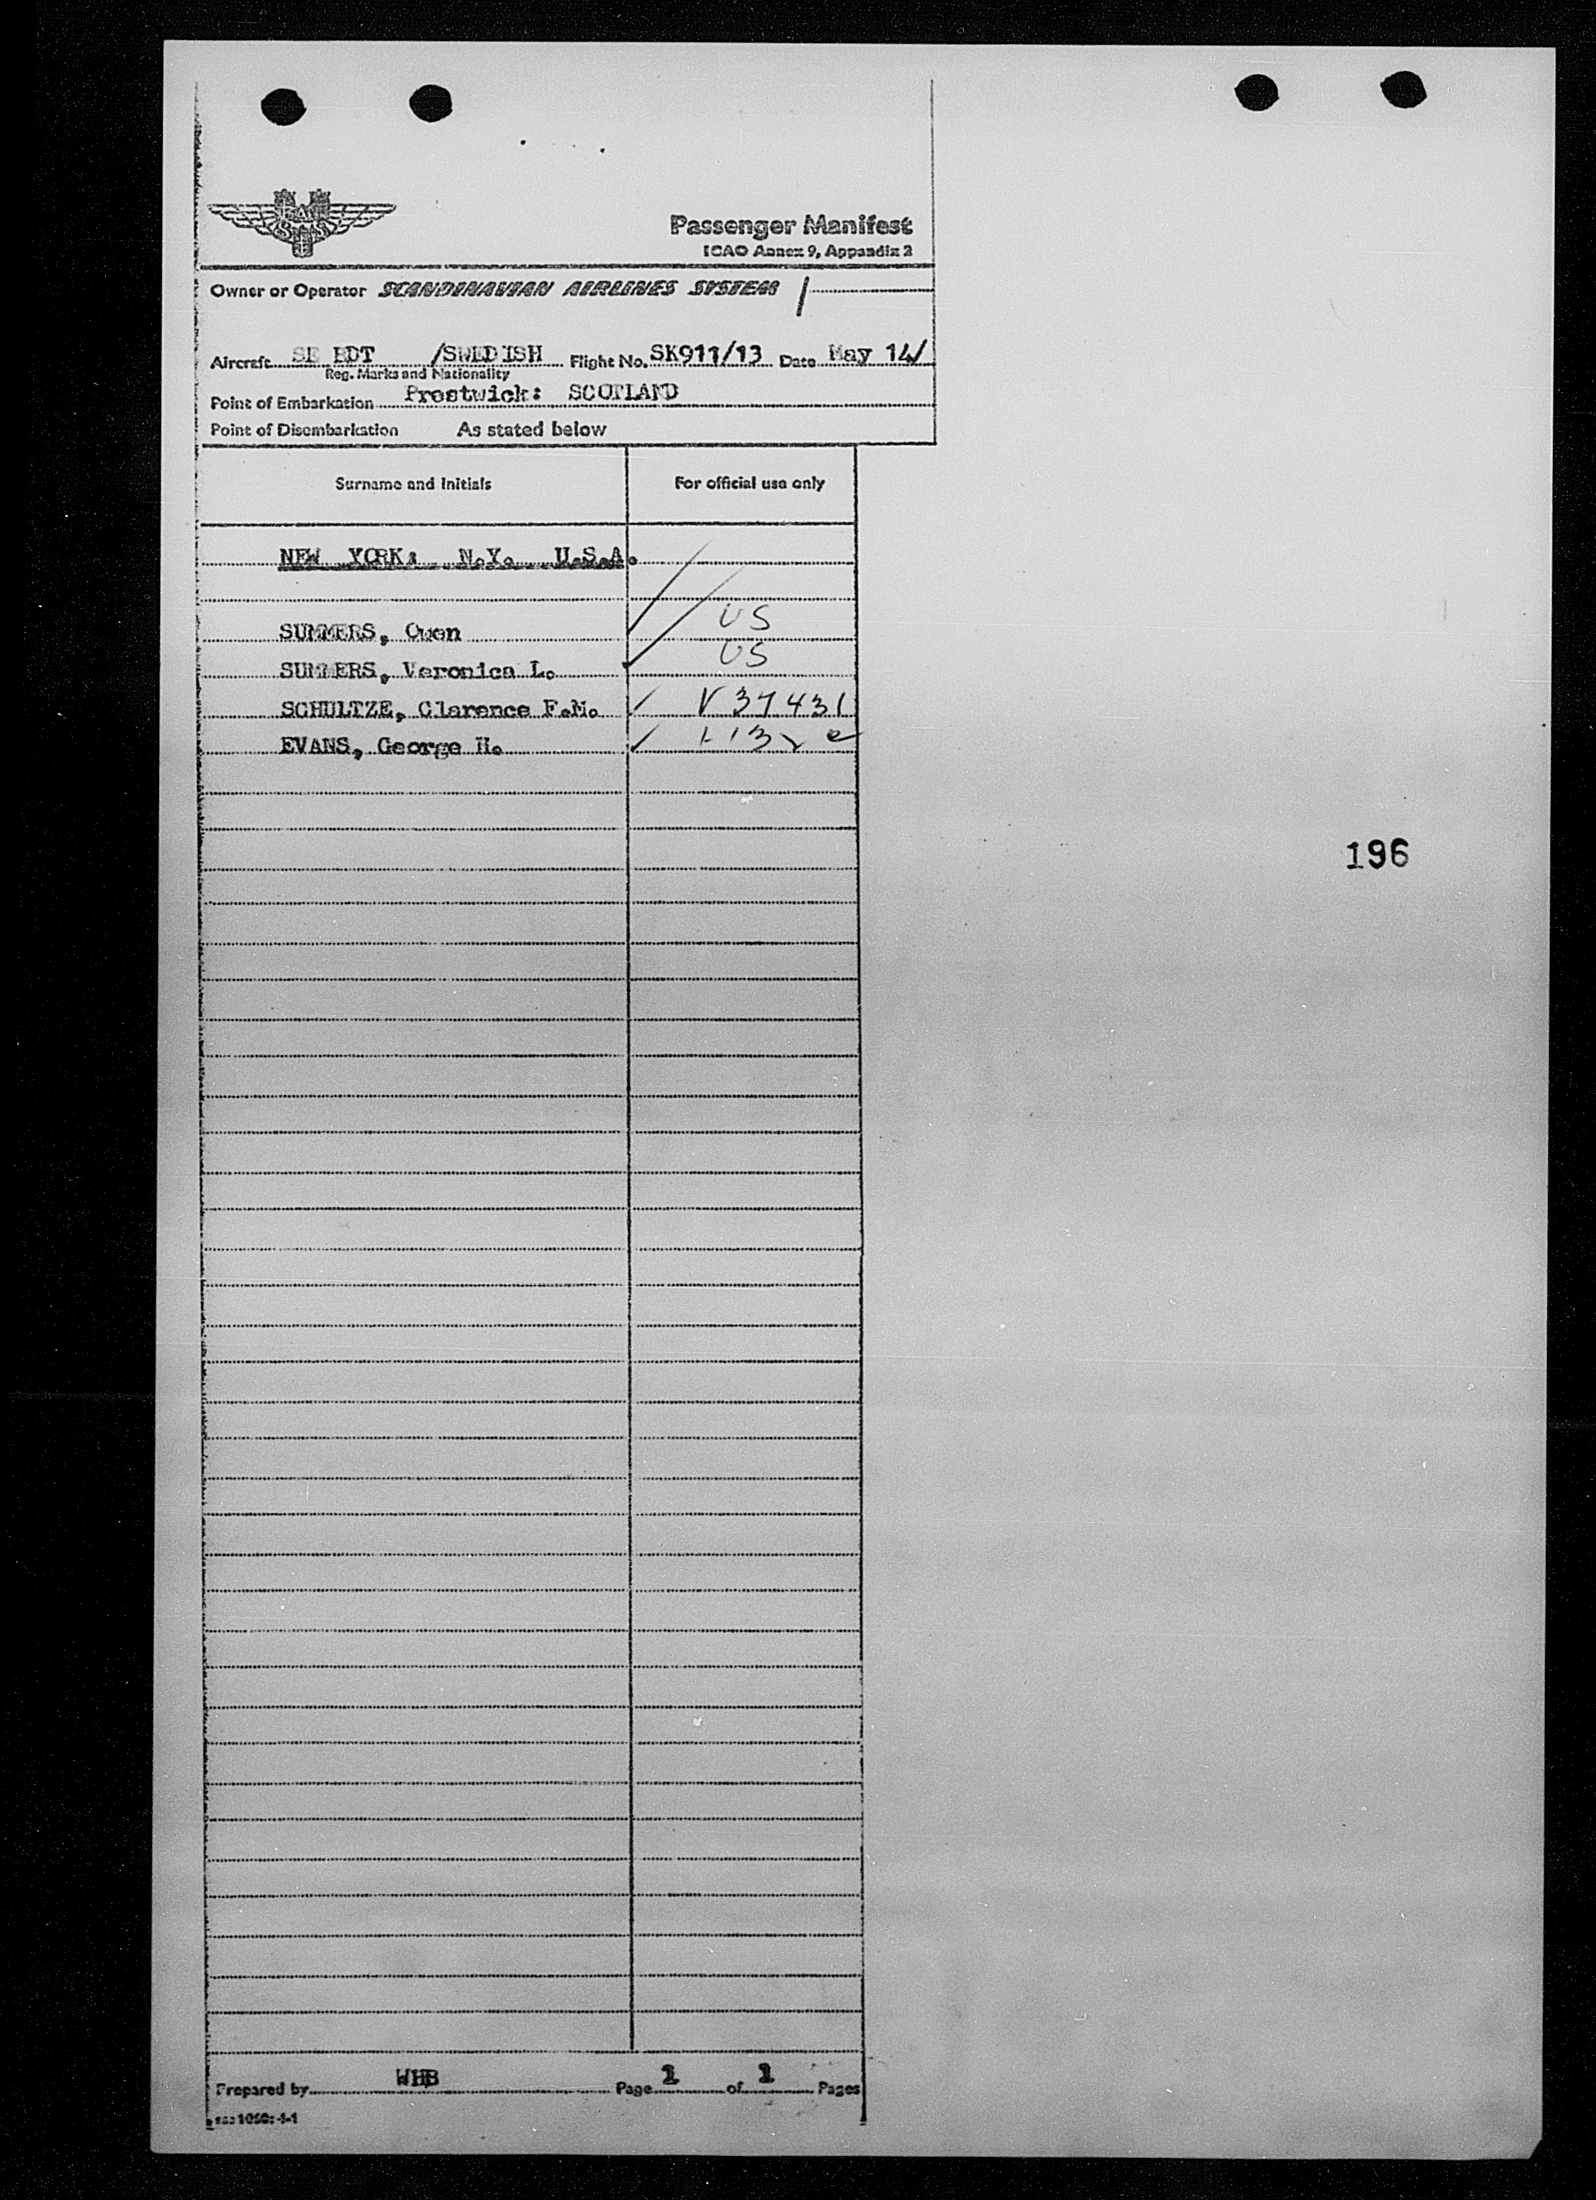 Passenger Manifest
ICAO Annex 9, Appendix 2
Owner or Operator SCANDINAVIAN AIRLINES SYSTEM
Aircraft SE BDT /SWEDISH Flight No. SK911/13 Date May 14/
Reg. Marks and Nationality
Point of Embarkation Prestwick: SCOTLAND
Point of Disembarkation As stated below
Surname and Initials For official use only
NEW YORK: N.Y. U.S.A.
SUMMERS, Owen US
SUMMERS, Veronica L. US
SCHULTZE, Clarence F.M. V 37431
EVANS, George H.
196
Prepared by WHB Page 1 of 1 Pages